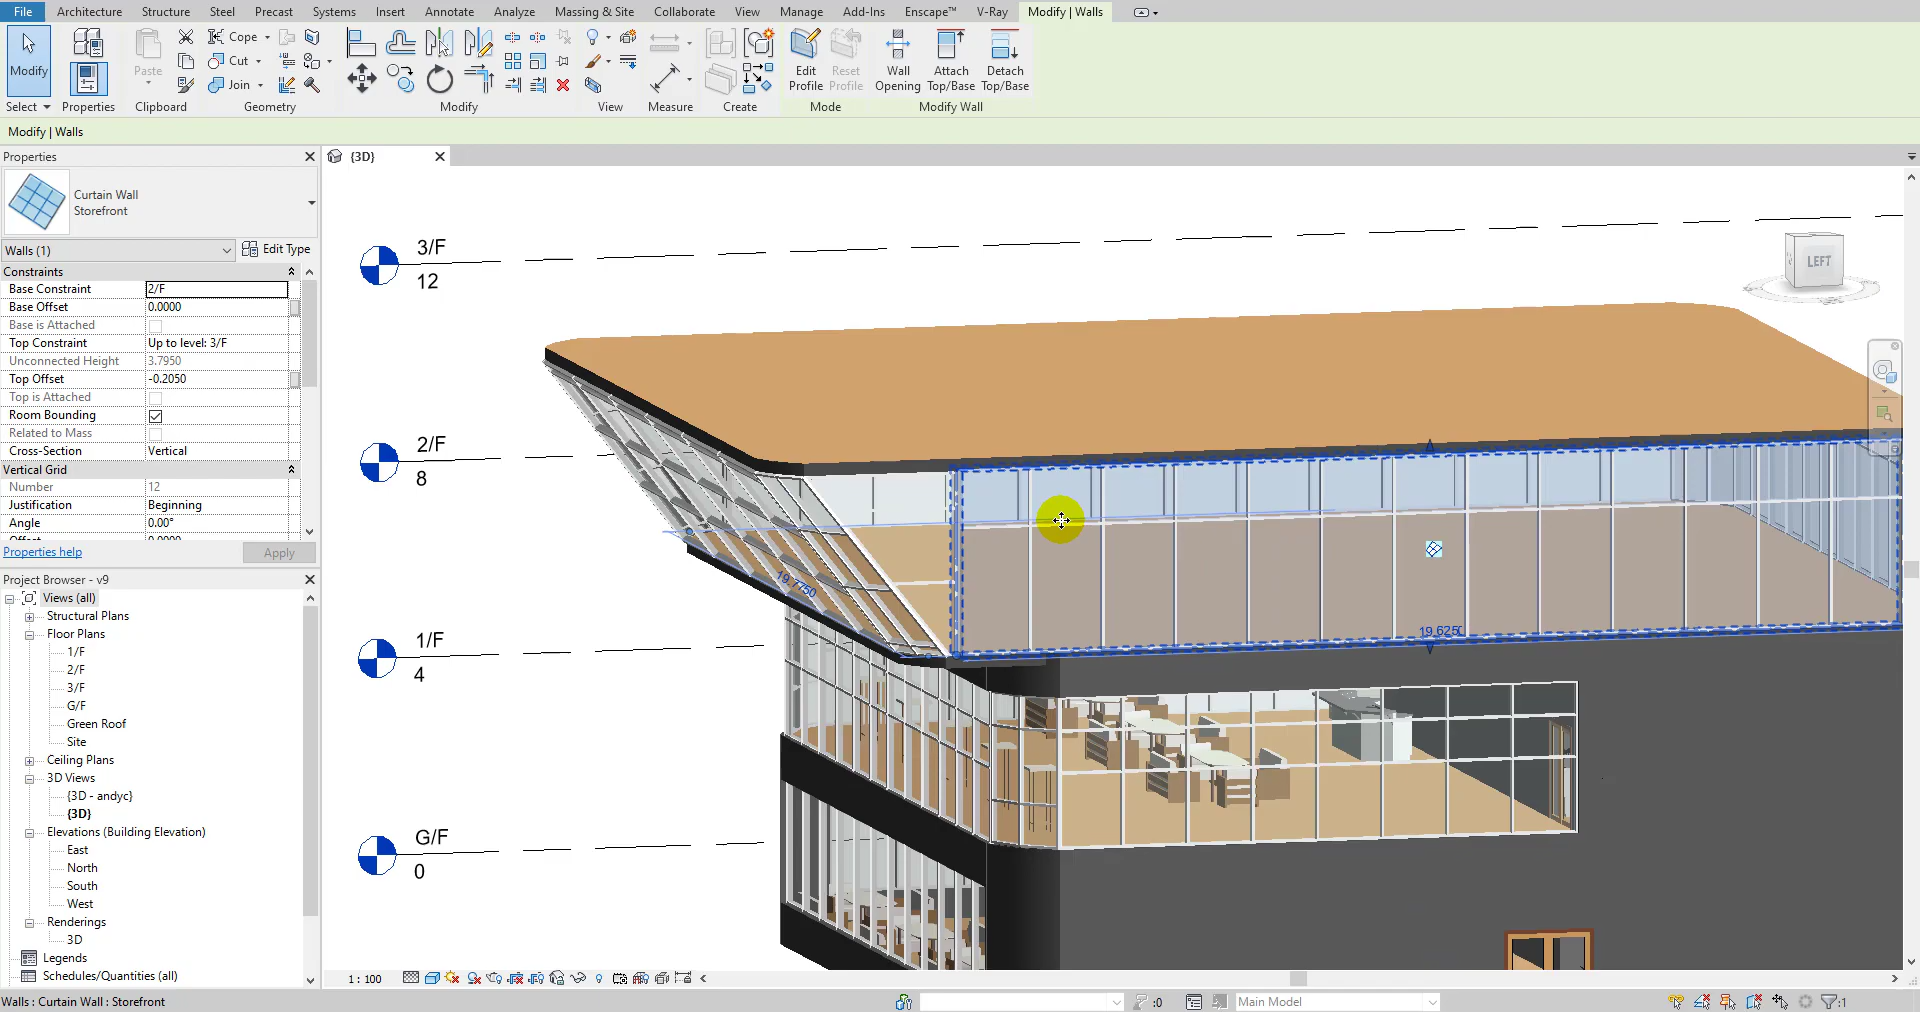 File Architecture Structure Steel Precast Systems Insert Annotate Analyze Massing & Site Collaborate View Manage Add-Ins Enscape™ V-Ray Modify | Walls
Modify
Select
Properties
Paste
Clipboard
Cope
Cut
Join
Geometry
Modify
View
Measure
Create
Edit Profile
Reset Profile
Mode
Wall Opening
Attach Top/Base
Detach Top/Base
Modify Wall
Modify | Walls
Properties
Curtain Wall
Storefront
Walls (1)
Edit Type
Constraints
Base Constraint 2/F
Base Offset 0.0000
Base is Attached
Top Constraint Up to level: 3/F
Unconnected Height 3.7950
Top Offset -0.2050
Top is Attached
Room Bounding
Related to Mass
Cross-Section Vertical
Vertical Grid
Number 12
Justification Beginning
Angle 0.00°
Offset 0.0000
Properties help
Apply
Project Browser - v9
Views (all)
Structural Plans
Floor Plans
1/F
2/F
3/F
G/F
Green Roof
Site
Ceiling Plans
3D Views
{3D - andyc}
{3D}
Elevations (Building Elevation)
East
North
South
West
Renderings
3D
Legends
Schedules/Quantities (all)
{3D}
3/F
12
2/F
8
1/F
4
G/F
0
LEFT
19.7750
19.625
1 : 100
Walls : Curtain Wall : Storefront
:0
Main Model
:1